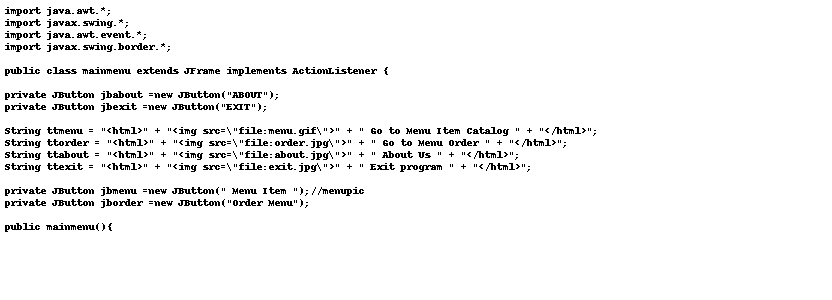 import java.awt.*;
import javax.swing.*;
import java.awt.event.*;
import javax.swing.border.*;
public class mainmenu extends JFrame implements ActionListener {
private JButton jbabout =new JButton("ABOUT");
private JButton jbexit =new JButton("EXIT");
String ttmenu = "<html>" + "<img src=\"file:menu.gif\">" + " Go to Menu Item Catalog " + "</html>";
String ttorder = "<html>" + "<img src=\"file:order.jpg\">" + " Go to Menu Order " + "</html>";
String ttabout = "<html>" + "<img src=\"file:about.jpg\">" + " About Us " + "</html>";
String ttexit = "<html>" + "<img src=\"file:exit.jpg\">" + " Exit program " + "</html>";
private JButton jbmenu =new JButton(" Menu Item ");//menupic
private JButton jborder =new JButton("Order Menu");
public mainmenu(){